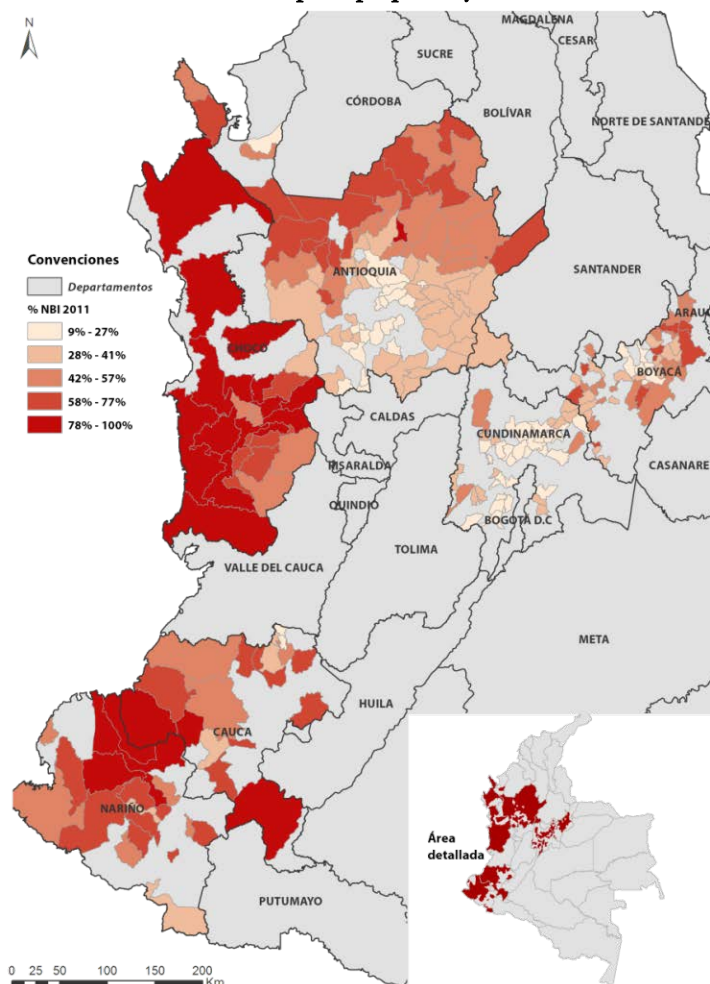 N
MAGDALENA
CESAR
SUCRE
CÓRDOBA
BOLÍVAR
NORTE DE SANTANDE
Convenciones
Departamentos
% NBI 2011
9% - 27%
28% - 41%
42% - 57%
58% - 77%
78% - 100%
ANTIOQUIA
SANTANDER
ARAUC
CHOCÓ
BOYACÁ
CALDAS
CUNDINAMARCA
RISARALDA
CASANARE
QUINDIO
BOGOTÁ D.C
TOLIMA
VALLE DEL CAUCA
META
HUILA
CAUCA
NARIÑO
Área
detallada
PUTUMAYO
0 25 50 100 150 200
Km